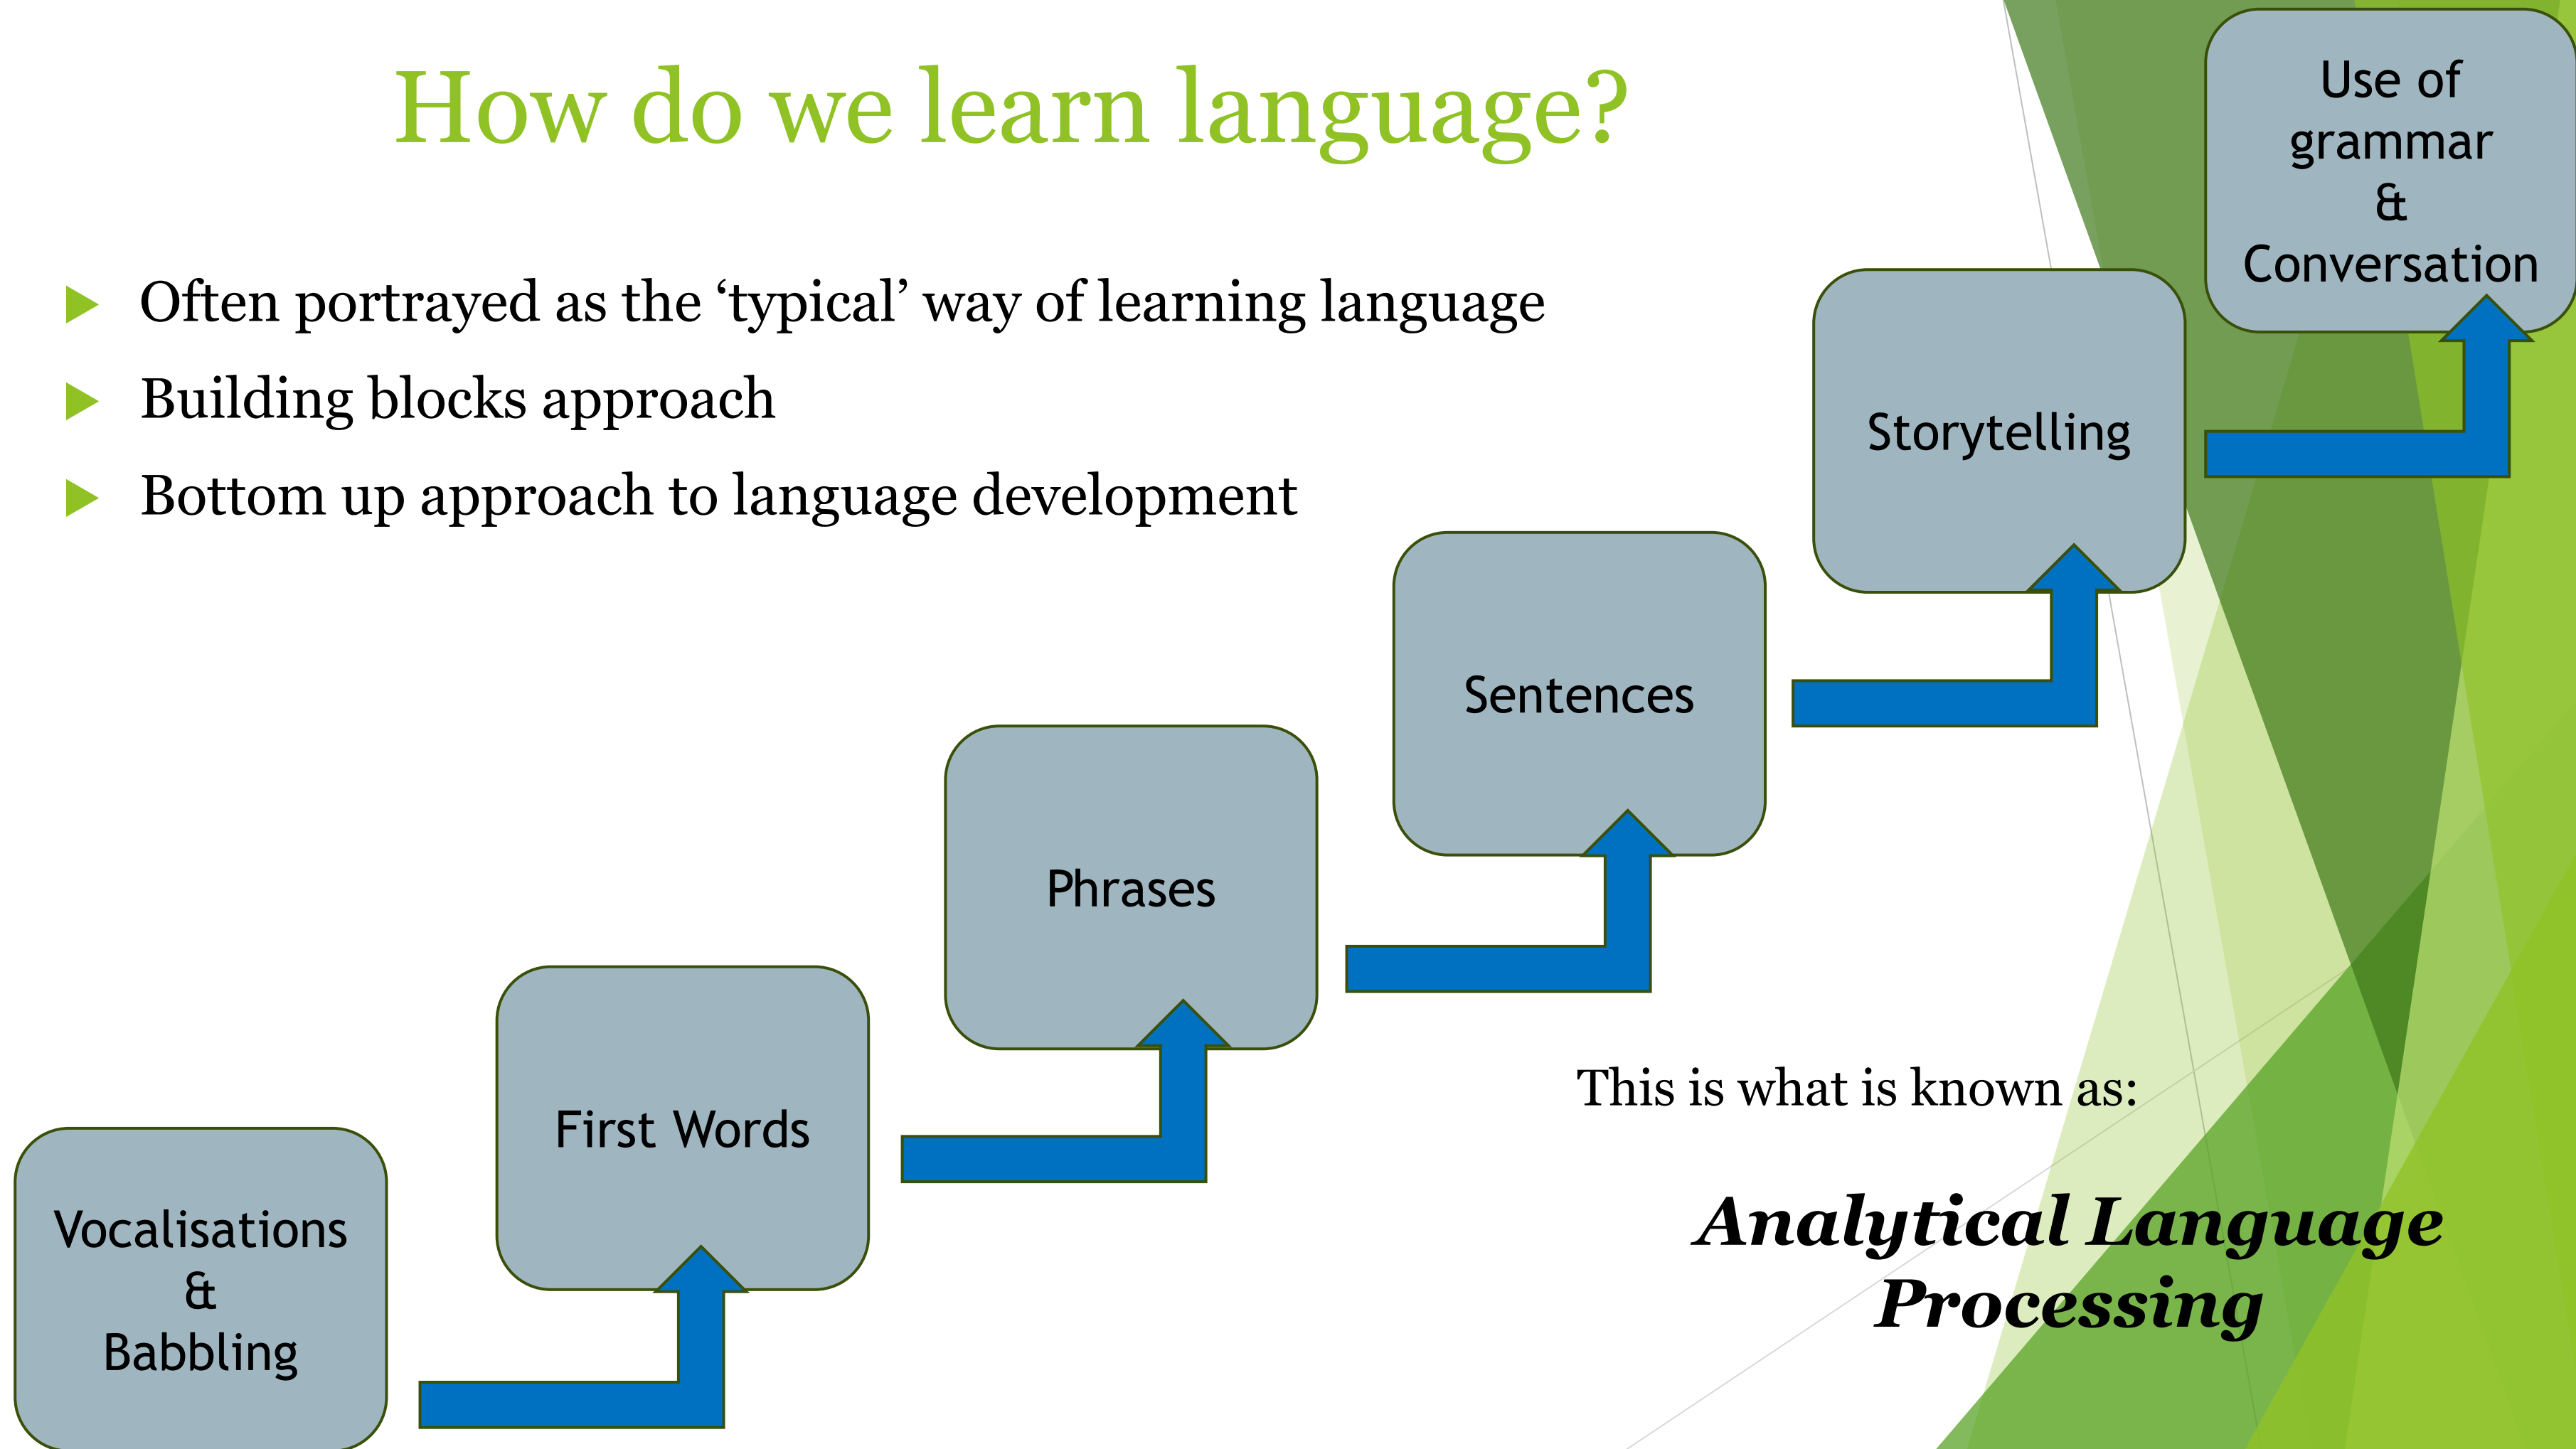 How do we learn language?
Often portrayed as the ‘typical’ way of learning language
Building blocks approach
Bottom up approach to language development
Vocalisations
&
Babbling
First Words
Phrases
Sentences
Storytelling
Use of
grammar
&
Conversation
This is what is known as:
Analytical Language
Processing